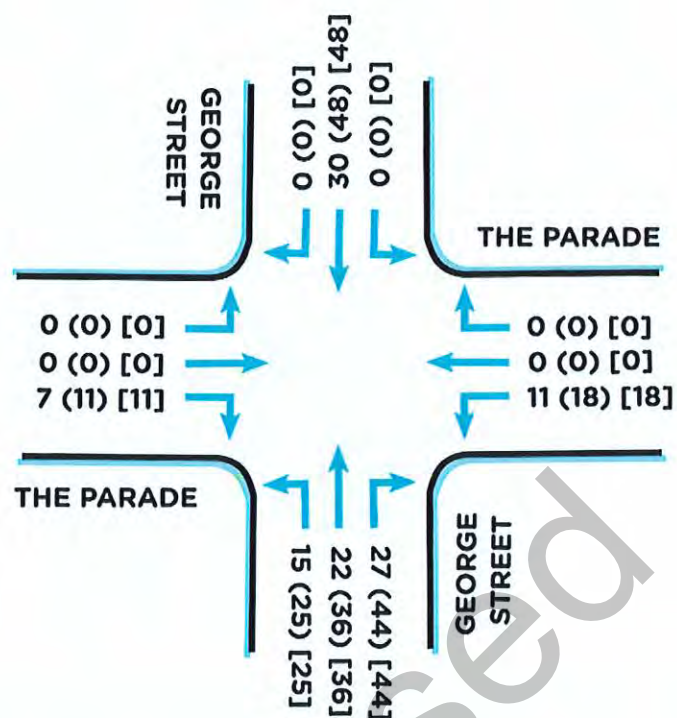 GEORGE
STREET
0 (0) [0]
30 (48) [48]
0 (0) [0]
THE PARADE
0 (0) [0]
0 (0) [0]
7 (11) [11]
0 (0) [0]
0 (0) [0]
11 (18) [18]
THE PARADE
15 (25) [25]
22 (36) [36]
27 (44) [44]
GEORGE
STREET
sed